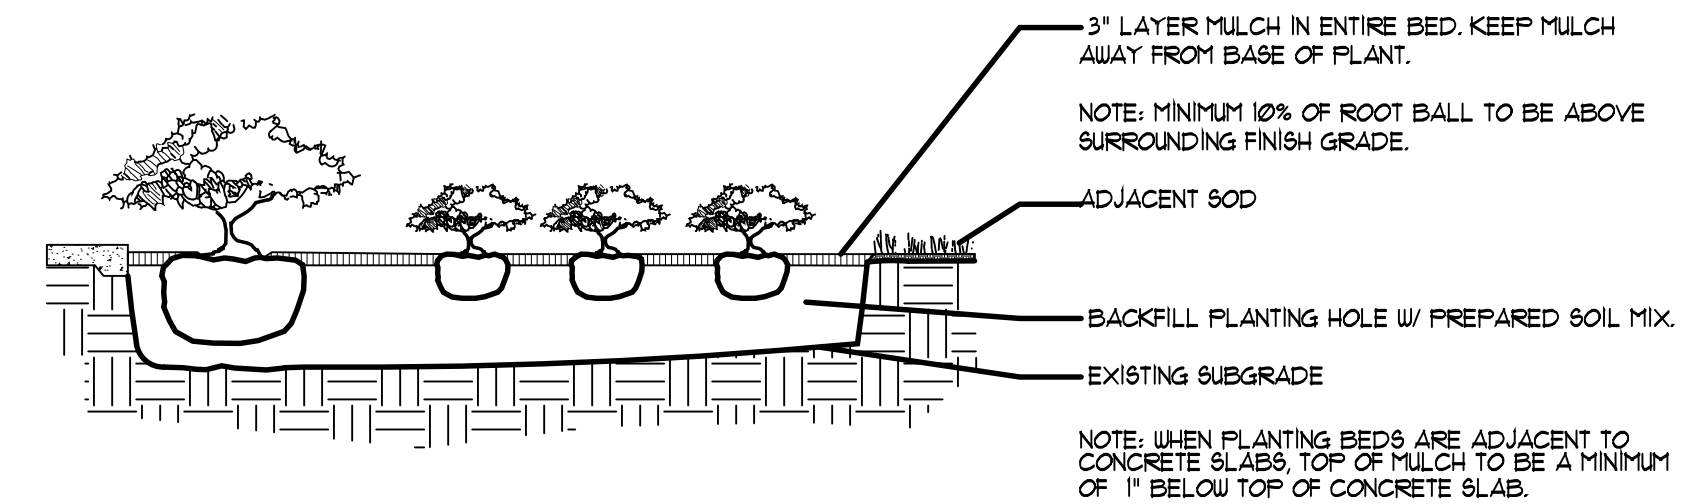 3" LAYER MULCH IN ENTIRE BED. KEEP MULCH
AWAY FROM BASE OF PLANT.
NOTE: MINIMUM 10% OF ROOT BALL TO BE ABOVE
SURROUNDING FINISH GRADE.
ADJACENT SOD
BACKFILL PLANTING HOLE W/ PREPARED SOIL MIX.
EXISTING SUBGRADE
NOTE: WHEN PLANTING BEDS ARE ADJACENT TO
CONCRETE SLABS, TOP OF MULCH TO BE A MINIMUM
OF 1" BELOW TOP OF CONCRETE SLAB.